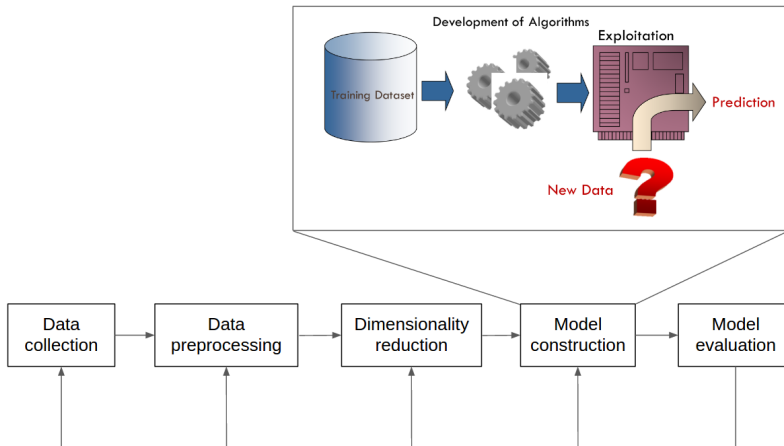 Development of Algorithms
Exploitation
Training Dataset
Prediction
New Data
Data
collection
Data
preprocessing
Dimensionality
reduction
Model
construction
Model
evaluation